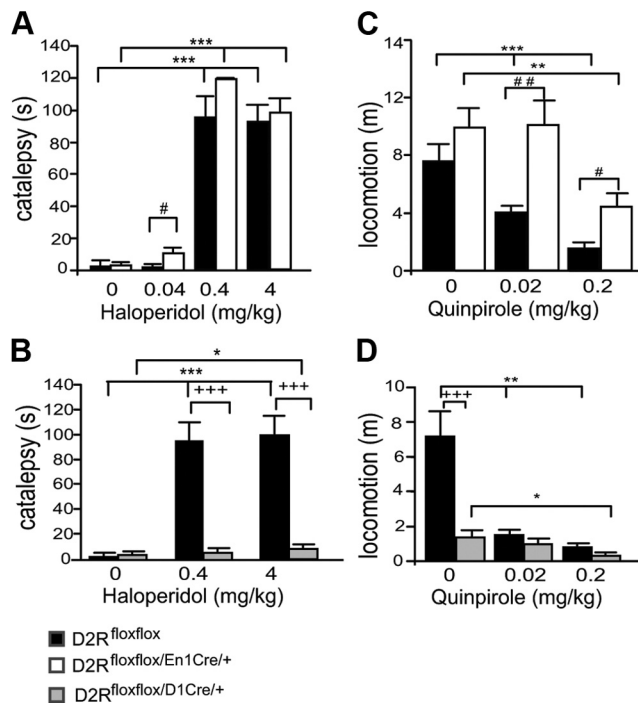 A
***
***
catalepsy (s)
140
120
100
80
60
40
20
0
#
0 0.04 0.4 4
Haloperidol (mg/kg)
C
***
**
# #
#
locomotion (m)
14
12
8
4
0
0 0.02 0.2
Quinpirole (mg/kg)
B
*
***
+++
+++
catalepsy (s)
140
120
100
80
60
40
20
0
0 0.4 4
Haloperidol (mg/kg)
D
**
+++
*
locomotion (m)
10
8
6
4
2
0
0 0.02 0.2
Quinpirole (mg/kg)
D2R floxflox
D2R floxflox/En1Cre/+
D2R floxflox/D1Cre/+